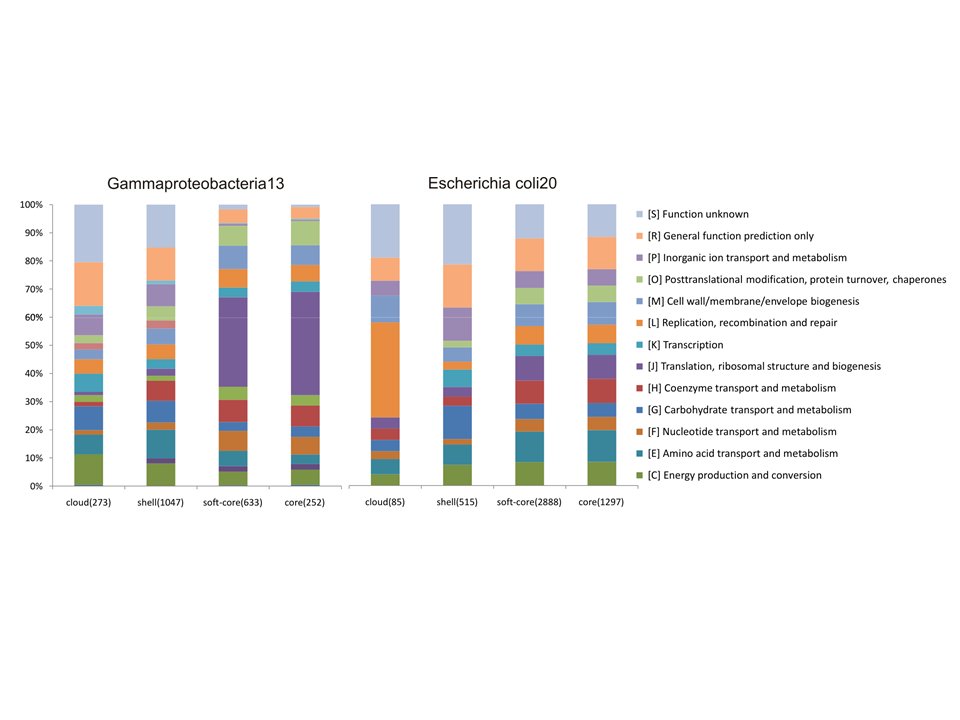 Gammaproteobacteria13
Escherichia coli20
100%
90%
80%
70%
60%
50%
40%
30%
20%
10%
0%
cloud(273)
shell(1047)
soft-core(633)
core(252)
cloud(85)
shell(515)
soft-core(2888)
core(1297)
[S] Function unknown
[R] General function prediction only
[P] Inorganic ion transport and metabolism
[O] Posttranslational modification, protein turnover, chaperones
[M] Cell wall/membrane/envelope biogenesis
[L] Replication, recombination and repair
[K] Transcription
[J] Translation, ribosomal structure and biogenesis
[H] Coenzyme transport and metabolism
[G] Carbohydrate transport and metabolism
[F] Nucleotide transport and metabolism
[E] Amino acid transport and metabolism
[C] Energy production and conversion